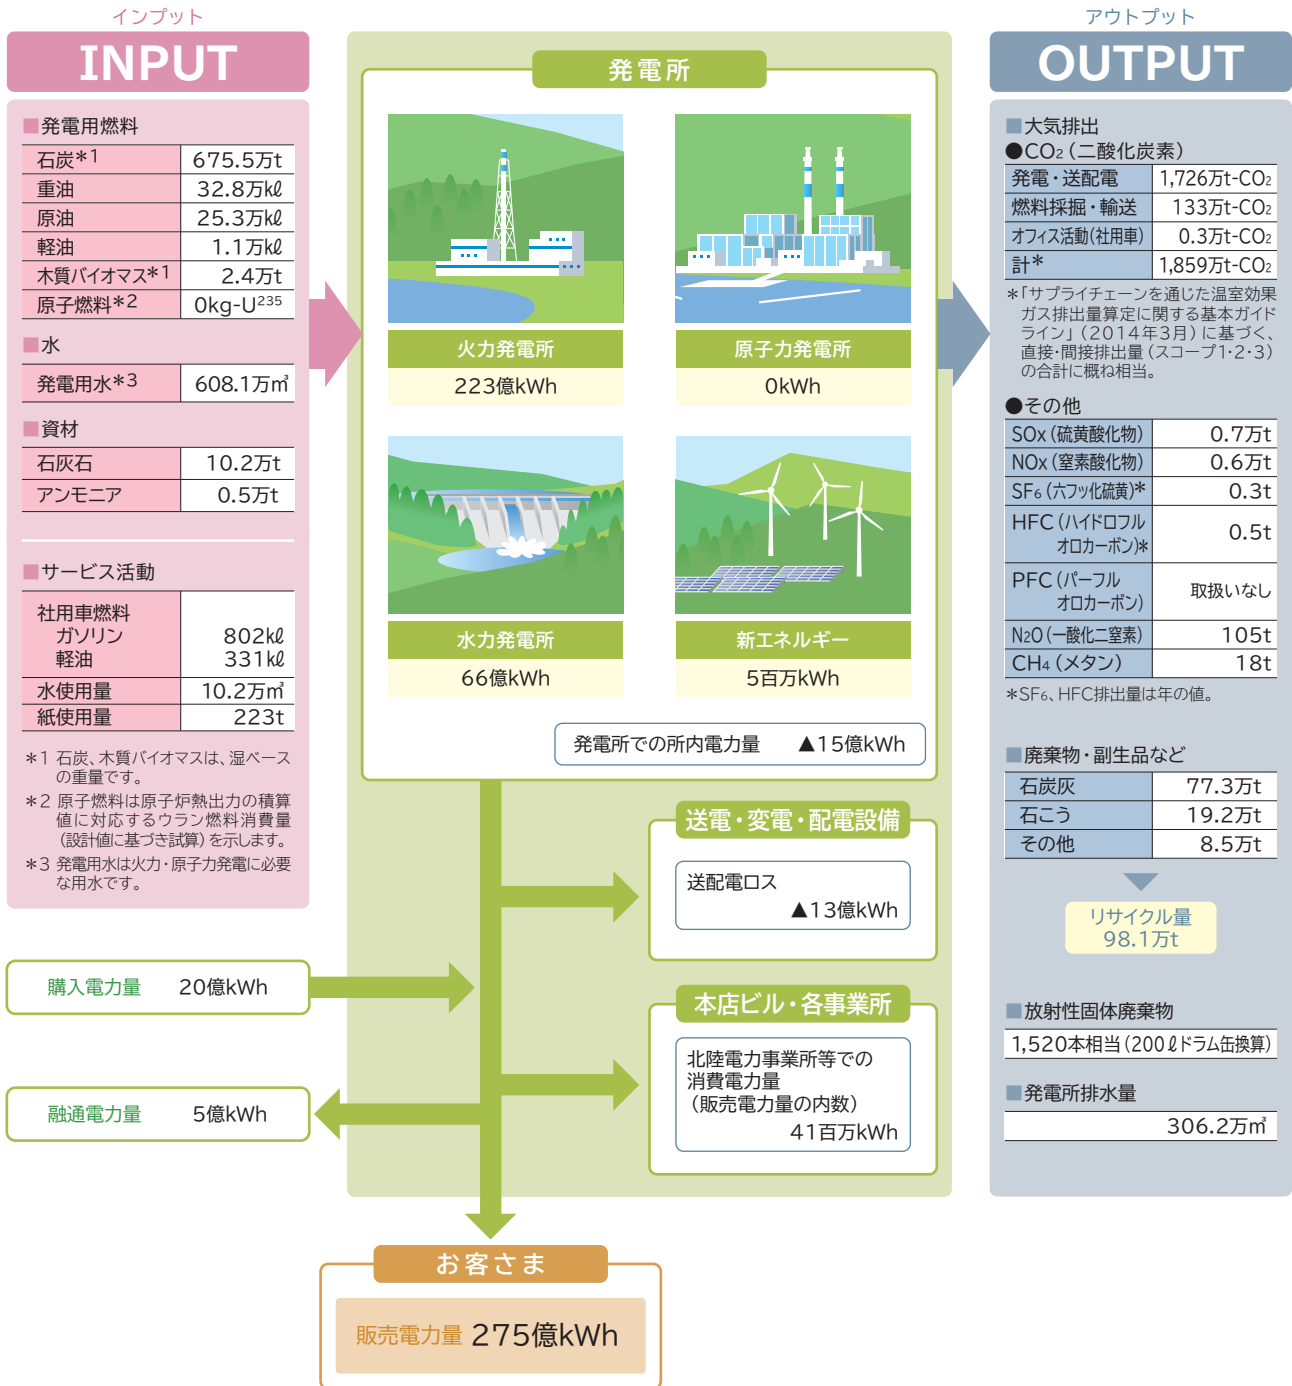 インプット
INPUT
■発電用燃料
石炭*1 675.5万t
重油 32.8万kℓ
原油 25.3万kℓ
軽油 1.1万kℓ
木質バイオマス*1 2.4万t
原子燃料*2 0kg-U²³⁵
■水
発電用水*3 608.1万㎥
■資材
石灰石 10.2万t
アンモニア 0.5万t
■サービス活動
社用車燃料
ガソリン 802kℓ
軽油 331kℓ
水使用量 10.2万㎥
紙使用量 223t
*1 石炭、木質バイオマスは、湿ベース
の重量です。
*2 原子燃料は原子炉熱出力の積算
値に対応するウラン燃料消費量
(設計値に基づき試算)を示します。
*3 発電用水は火力・原子力発電に必要
な用水です。
購入電力量 20億kWh
融通電力量 5億kWh
発電所
火力発電所
223億kWh
原子力発電所
0kWh
水力発電所
66億kWh
新エネルギー
5百万kWh
発電所での所内電力量 ▲15億kWh
送電・変電・配電設備
送配電ロス
▲13億kWh
本店ビル・各事業所
北陸電力事業所等での
消費電力量
(販売電力量の内数)
41百万kWh
お客さま
販売電力量 275億kWh
アウトプット
OUTPUT
■大気排出
●CO₂(二酸化炭素)
発電・送配電 1,726万t-CO₂
燃料採掘・輸送 133万t-CO₂
オフィス活動(社用車) 0.3万t-CO₂
計* 1,859万t-CO₂
*「サプライチェーンを通じた温室効果
ガス排出量算定に関する基本ガイド
ライン」(2014年3月)に基づく、
直接・間接排出量(スコープ1・2・3)
の合計に概ね相当。
●その他
SOx(硫黄酸化物) 0.7万t
NOx(窒素酸化物) 0.6万t
SF₆(六フッ化硫黄)* 0.3t
HFC(ハイドロフル
オロカーボン)* 0.5t
PFC(パーフル
オロカーボン) 取扱いなし
N₂O(一酸化二窒素) 105t
CH₄(メタン) 18t
*SF₆、HFC排出量は年の値。
■廃棄物・副生品など
石炭灰 77.3万t
石こう 19.2万t
その他 8.5万t
リサイクル量
98.1万t
■放射性固体廃棄物
1,520本相当(200ℓドラム缶換算)
■発電所排水量
306.2万㎥